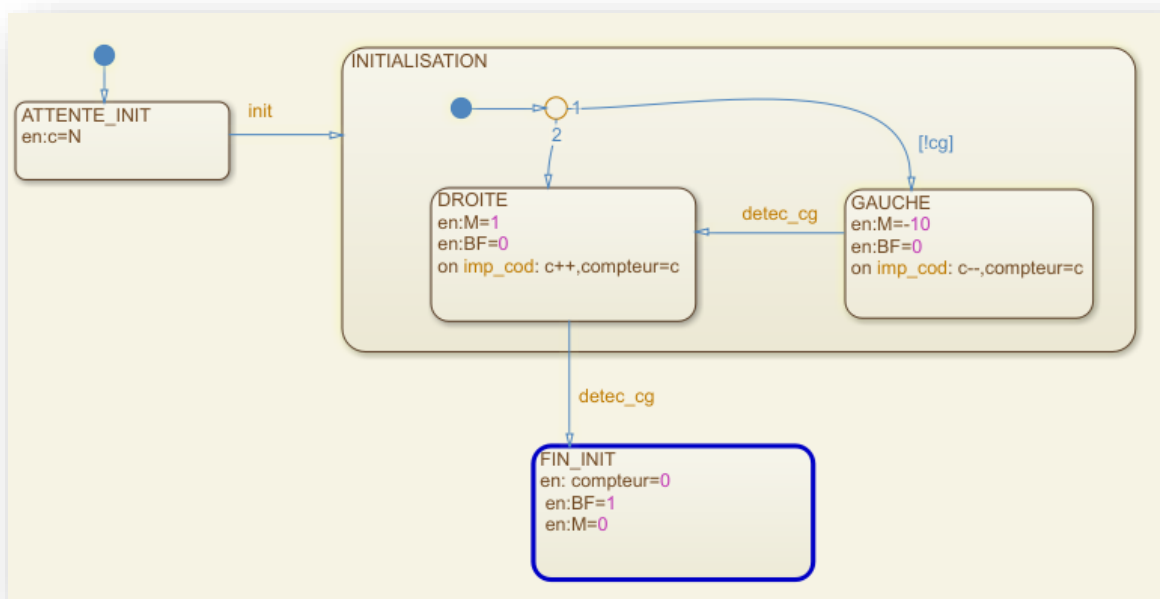 INITIALISATION
ATTENTE_INIT
en:c=N
init
1
2
[!cg]
DROITE
en:M=1
en:BF=0
on imp_cod: c++,compteur=c
detec_cg
GAUCHE
en:M=-10
en:BF=0
on imp_cod: c--,compteur=c
detec_cg
FIN_INIT
en: compteur=0
en:BF=1
en:M=0